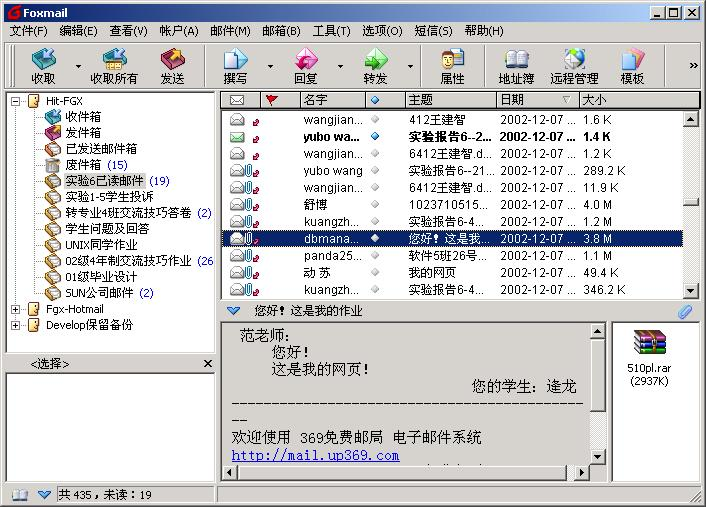 Foxmail
文件(F) 编辑(E) 查看(V) 帐户(A) 邮件(M) 邮箱(B) 工具(T) 选项(O) 短信(S) 帮助(H)
收取 收取所有 发送 撰写 回复 转发 属性 地址簿 远程管理 模板 »
Hit-FGX
收件箱
发件箱
已发送邮件箱
废件箱 (15)
实验6已读邮件 (19)
实验1-5学生投诉
转专业4班交流技巧答卷 (2)
学生问题及回答
UNIX同学作业
02级4年制交流技巧作业 (26
01级毕业设计
SUN公司邮件 (2)
Fgx-Hotmail
Develop保留备份
<选择>
名字 主题 日期 大小
wangjian... 412王建智 2002-12-07 ... 1.6 K
yubo wa... 实验报告6--2... 2002-12-07 ... 1.4 K
wangjian... 6412王建智.d... 2002-12-07 ... 1.2 K
yubo wang 实验报告6--21... 2002-12-07 ... 289.2 K
wangjian... 6412王建智.d... 2002-12-07 ... 11.9 K
舒博 1023710515... 2002-12-07 ... 4.0 M
kuangzh... 实验报告6-4... 2002-12-07 ... 1.2 M
dbmana... 您好！这是我... 2002-12-07 ... 3.8 M
panda25... 软件5班26号... 2002-12-07 ... 1.1 M
动 苏 我的网页 2002-12-07 ... 49.4 K
kuangzh... 实验报告6-4... 2002-12-07 ... 346.2 K
您好！这是我的作业
范老师：
您好！
这是我的网页！
您的学生：逢龙
欢迎使用 369免费邮局 电子邮件系统
http://mail.up369.com
510pl.rar
(2937K)
共 435，未读：19